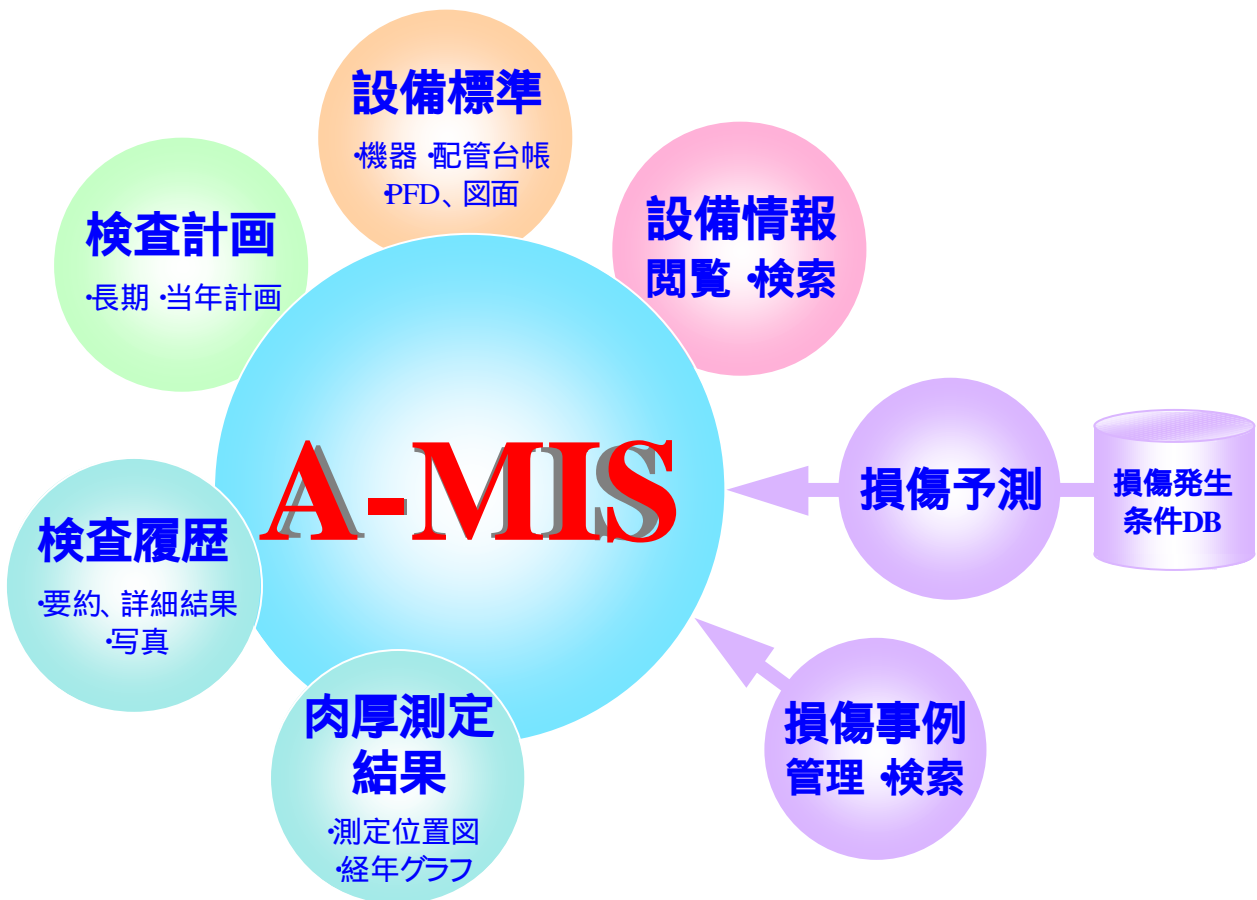 設備標準
・機器・配管台帳
・PFD、図面
設備情報
閲覧・検索
検査計画
・長期・当年計画
A-MIS
損傷予測
損傷発生
条件DB
検査履歴
・要約、詳細結果
・写真
肉厚測定
結果
・測定位置図
・経年グラフ
損傷事例
管理・検索